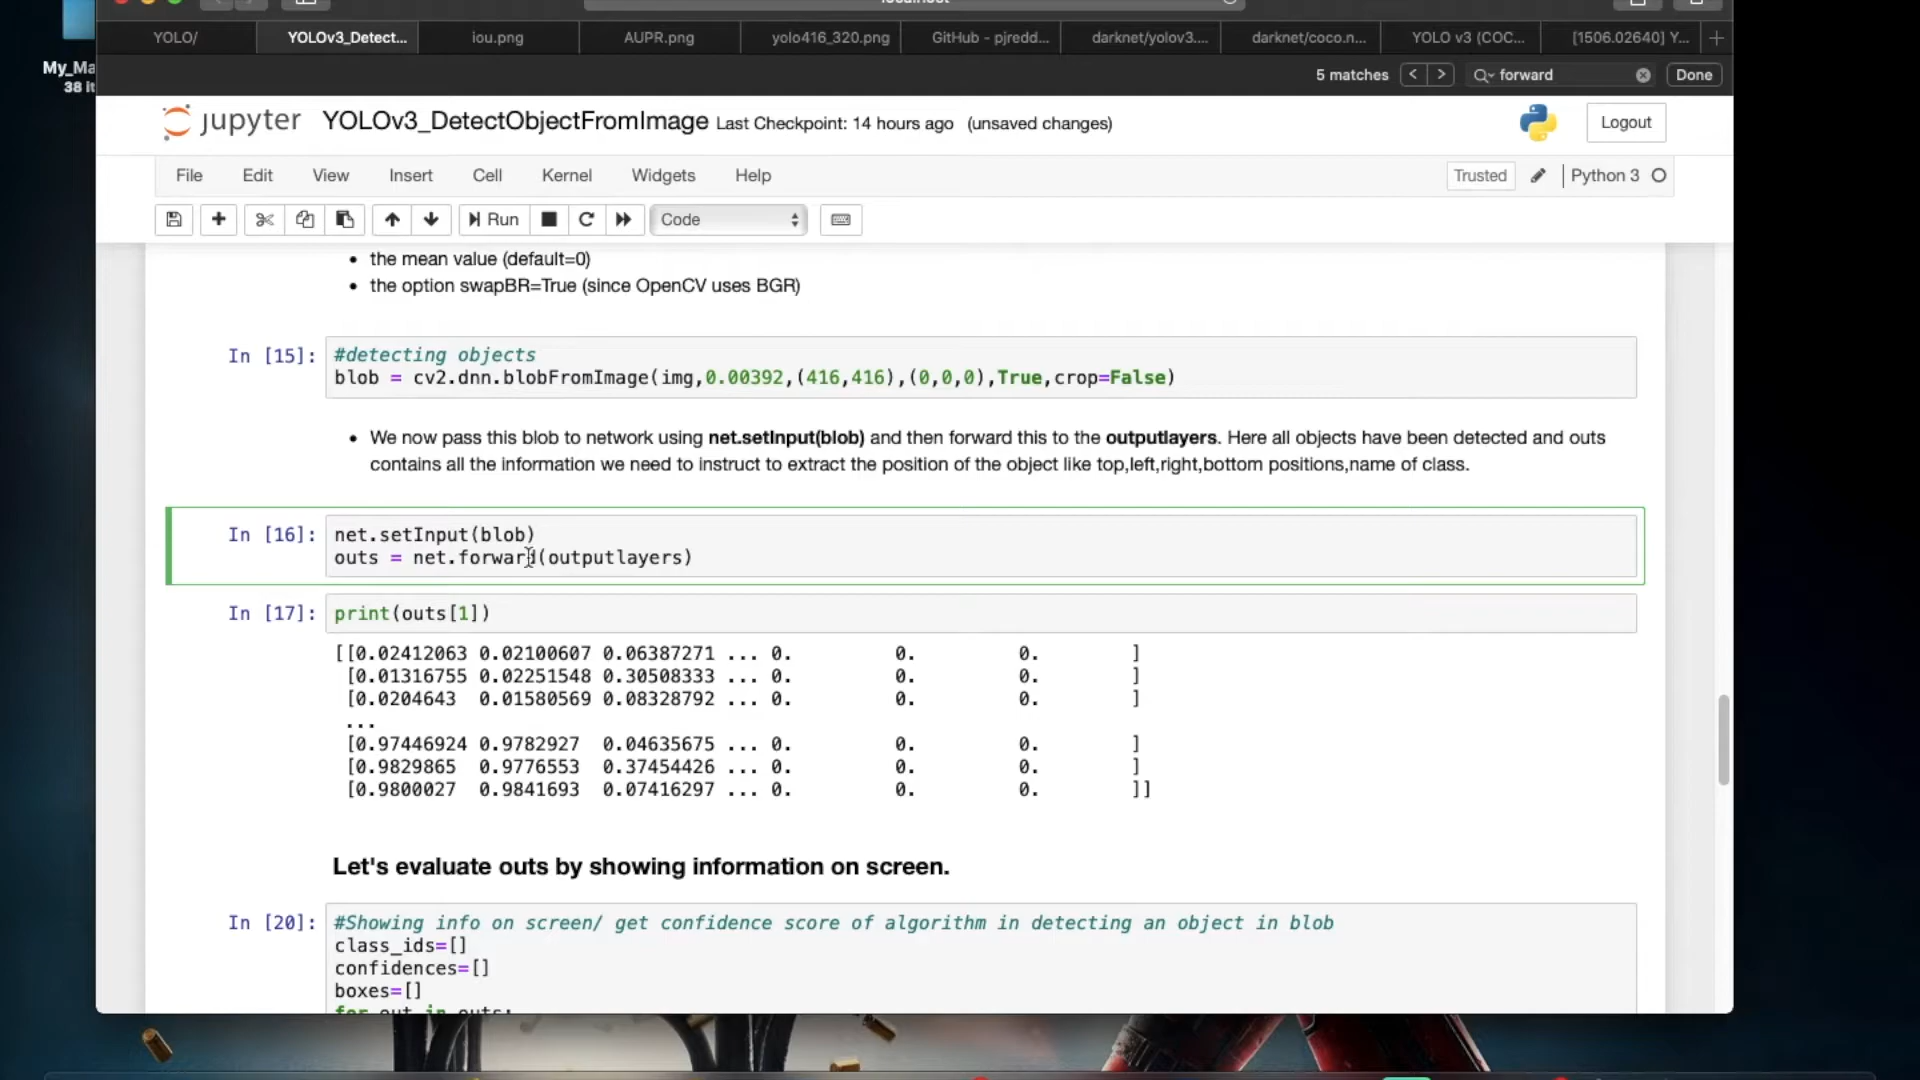 My_Ma
38 it
YOLO/
YOLOv3_Detect...
iou.png
AUPR.png
yolo416_320.png
GitHub - pjredd...
darknet/yolov3....
darknet/coco.n...
YOLO v3 (COC...
[1506.02640] Y...
5 matches
forward
Done
jupyter YOLOv3_DetectObjectFromImage Last Checkpoint: 14 hours ago (unsaved changes)
Logout
File Edit View Insert Cell Kernel Widgets Help
Trusted
Python 3
Run
Code
• the mean value (default=0)
• the option swapBR=True (since OpenCV uses BGR)
In [15]: #detecting objects
blob = cv2.dnn.blobFromImage(img,0.00392,(416,416),(0,0,0),True,crop=False)
• We now pass this blob to network using net.setInput(blob) and then forward this to the outputlayers. Here all objects have been detected and outs
contains all the information we need to instruct to extract the position of the object like top,left,right,bottom positions,name of class.
In [16]: net.setInput(blob)
outs = net.forward(outputlayers)
In [17]: print(outs[1])
[[0.02412063 0.02100607 0.06387271 ... 0. 0. 0. ]
[0.01316755 0.02251548 0.30508333 ... 0. 0. 0. ]
[0.0204643 0.01580569 0.08328792 ... 0. 0. 0. ]
...
[0.97446924 0.9782927 0.04635675 ... 0. 0. 0. ]
[0.9829865 0.9776553 0.37454426 ... 0. 0. 0. ]
[0.9800027 0.9841693 0.07416297 ... 0. 0. 0. ]]
Let's evaluate outs by showing information on screen.
In [20]: #Showing info on screen/ get confidence score of algorithm in detecting an object in blob
class_ids=[]
confidences=[]
boxes=[]
for out in outs: